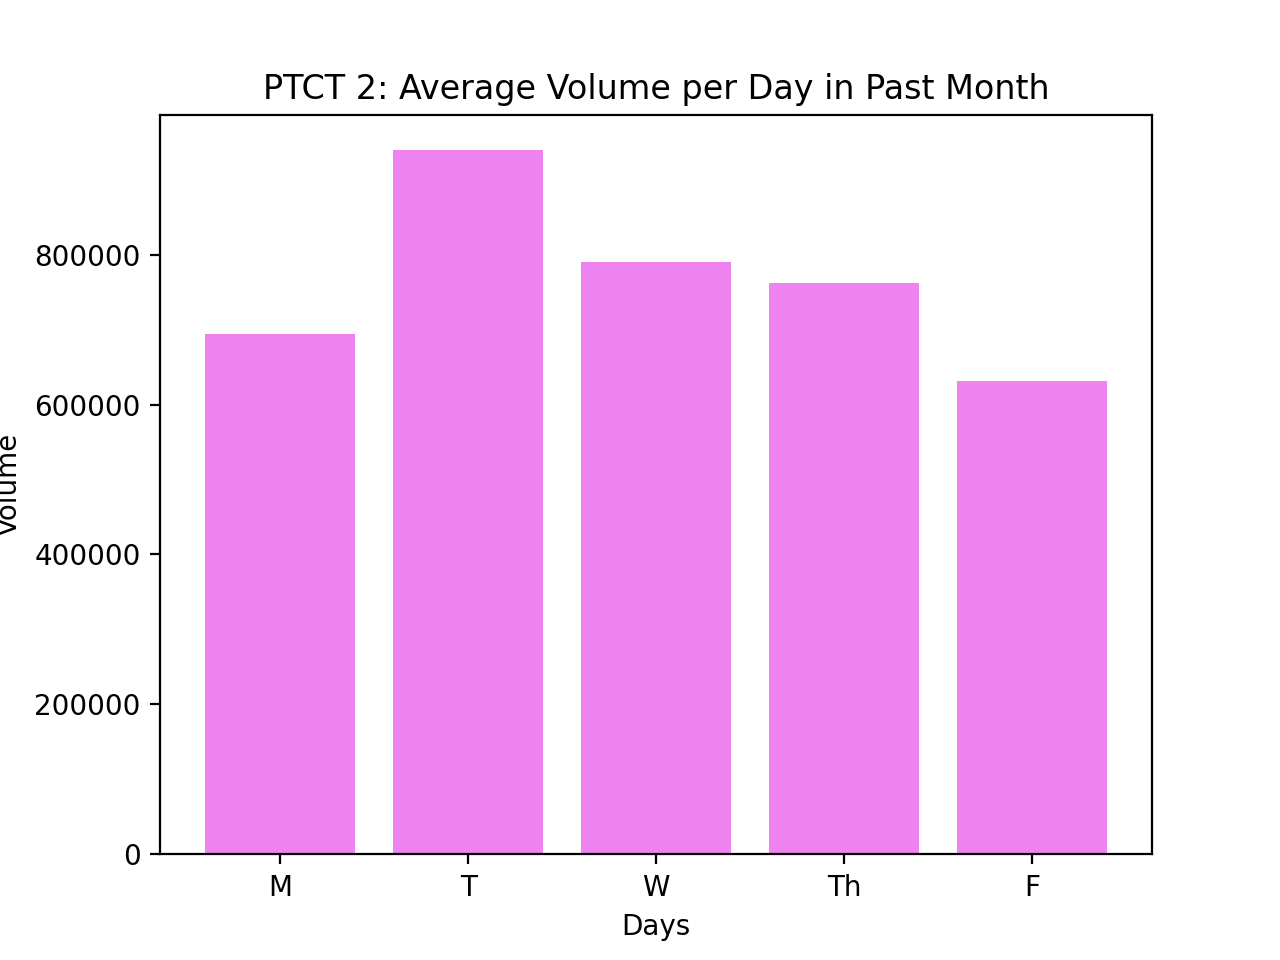 PTCT 2: Average Volume per Day in Past Month
800000
600000
400000
200000
0
Volume
M T W Th F
Days